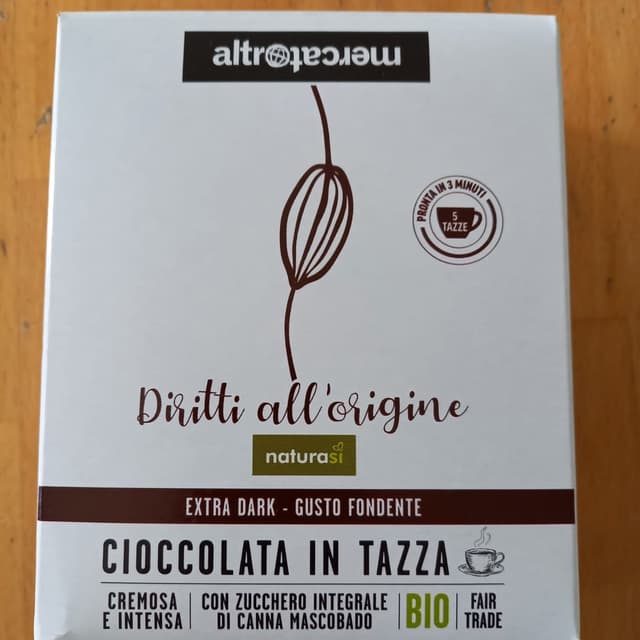 altromercato
PRONTA IN 3 MINUTI
5
TAZZE
Diritti all'origine
naturasì
EXTRA DARK - GUSTO FONDENTE
CIOCCOLATA IN TAZZA
CREMOSA
E INTENSA
CON ZUCCHERO INTEGRALE
DI CANNA MASCOBADO
BIO
FAIR
TRADE